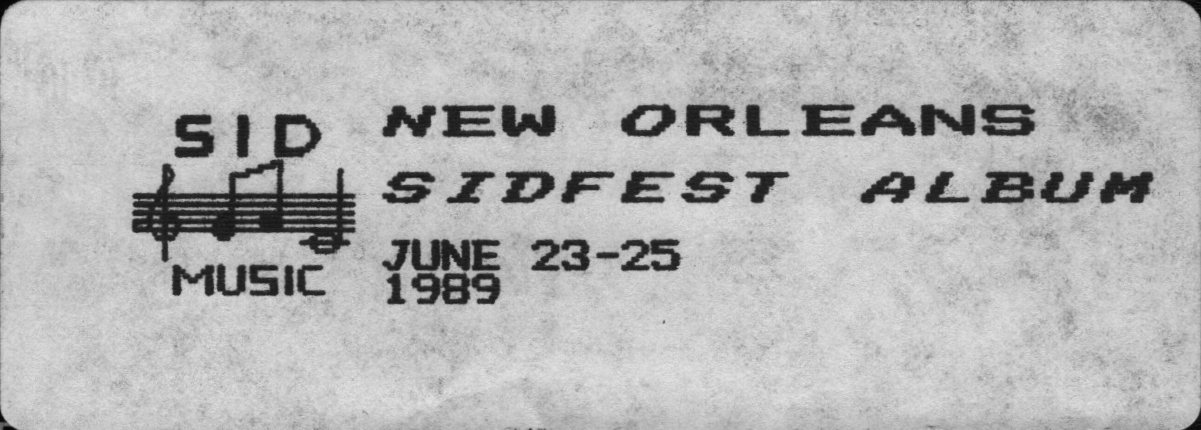 SID
MUSIC
NEW ORLEANS
SIDFEST ALBUM
JUNE 23-25
1989